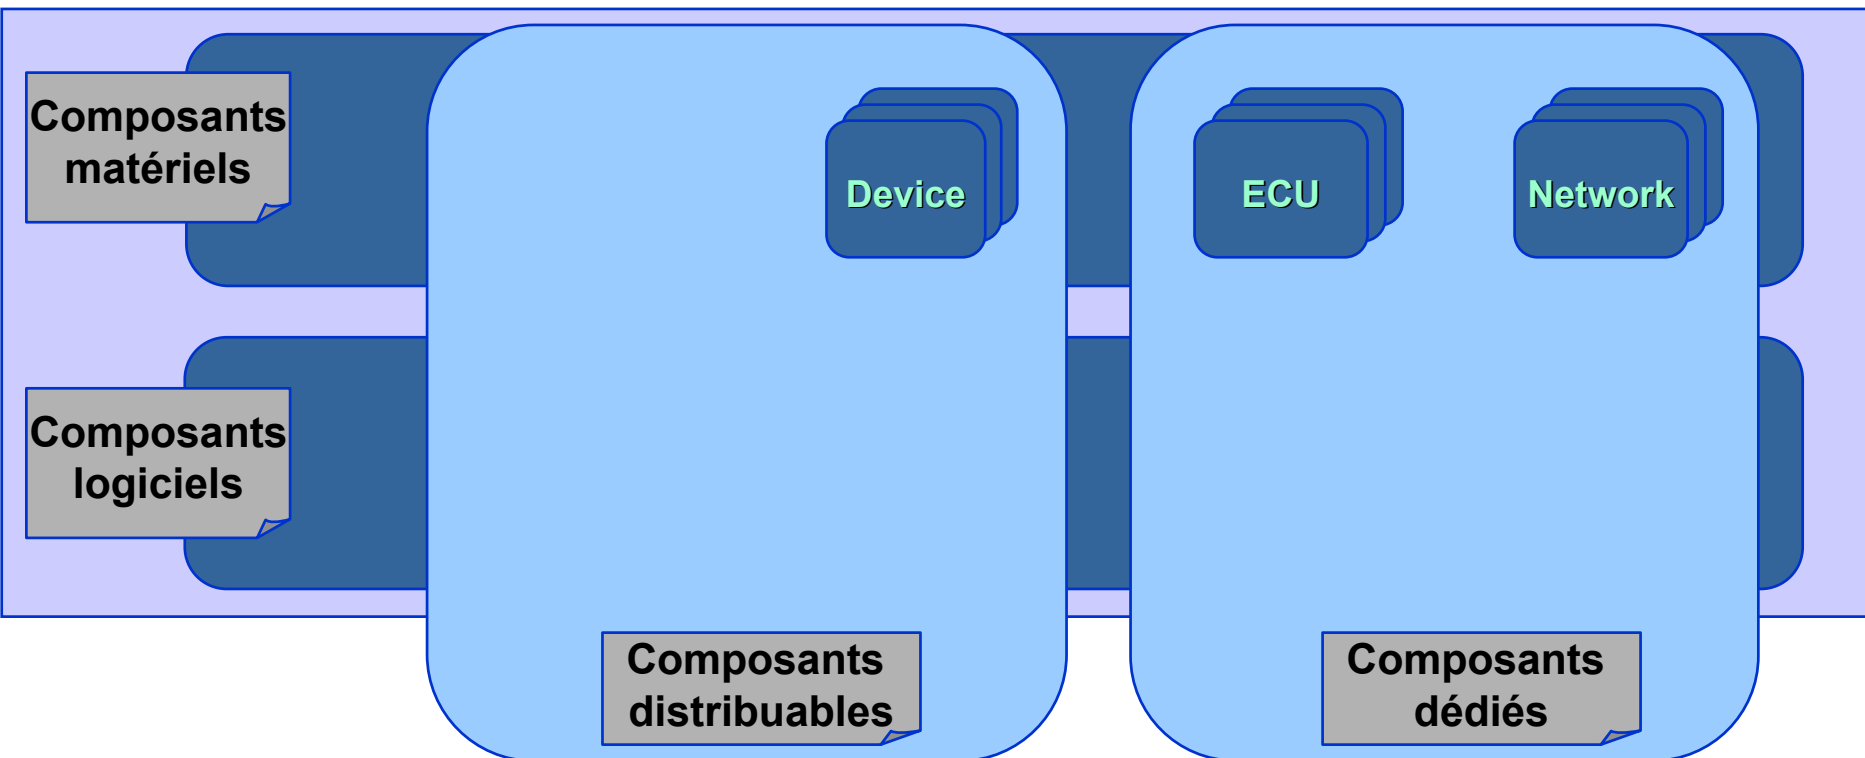 Composants
matériels
Device
ECU
Network
Composants
logiciels
Composants
distribuables
Composants
dédiés